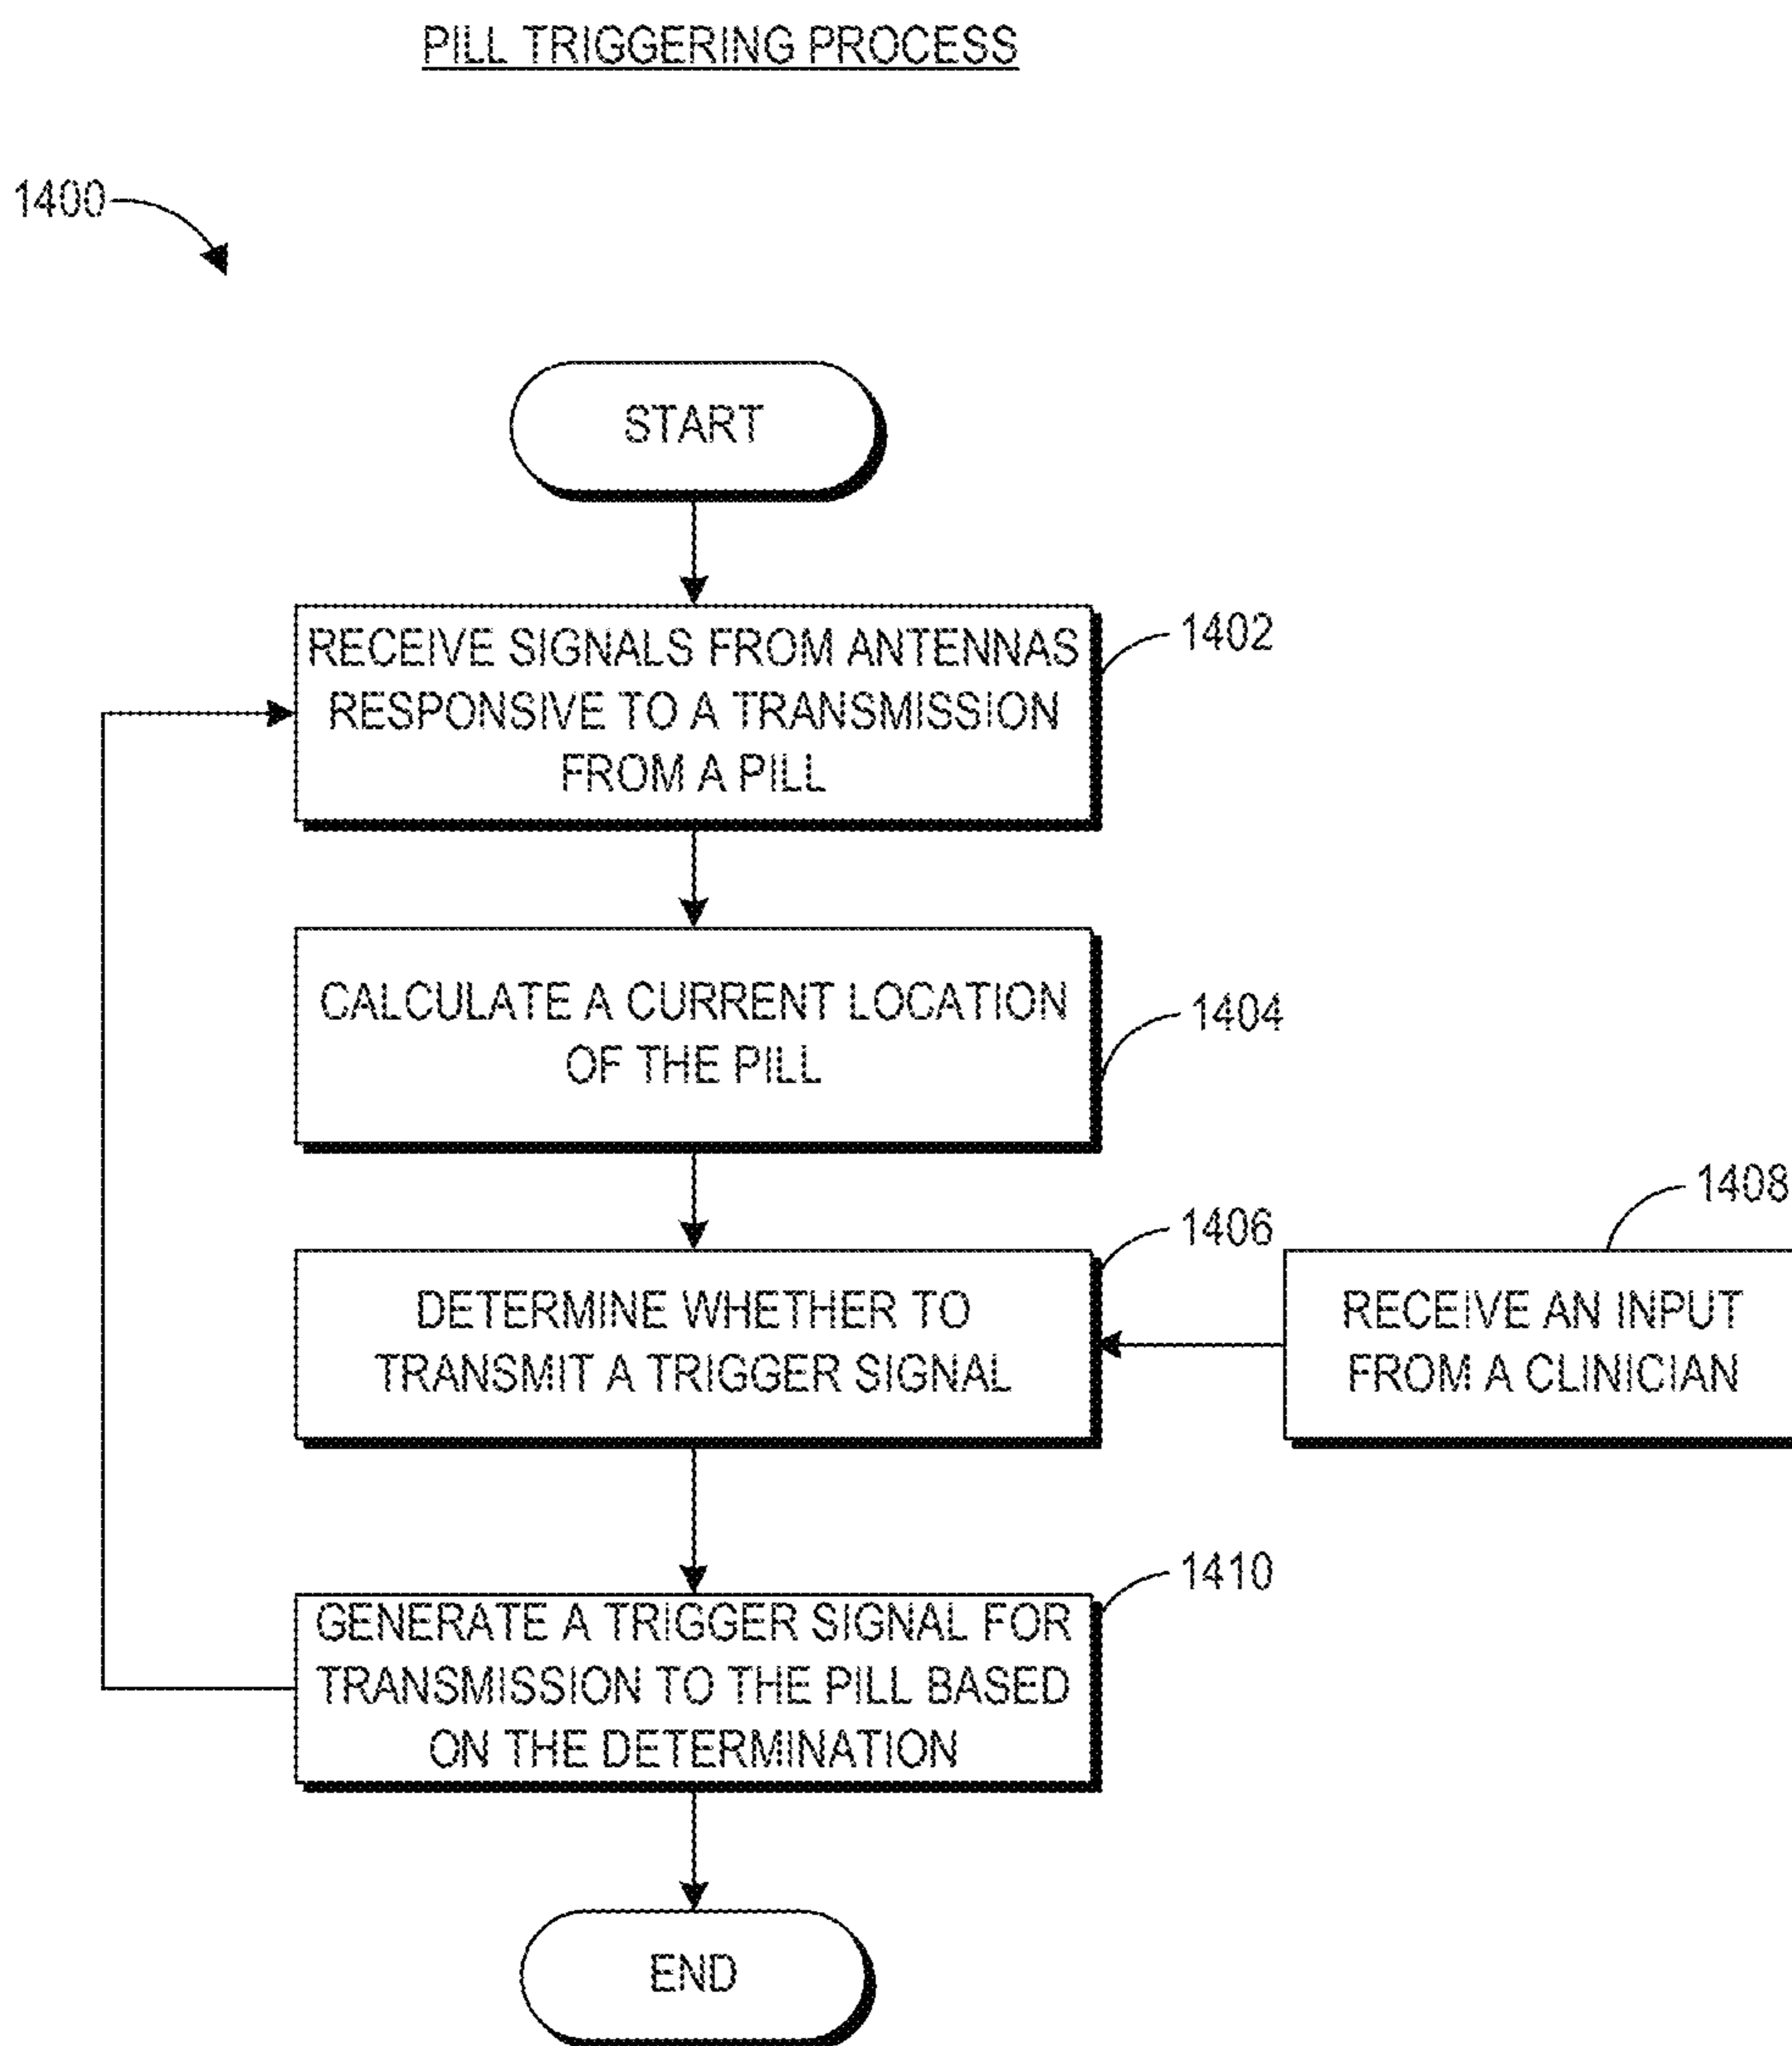 PILL TRIGGERING PROCESS
1400
START
RECEIVE SIGNALS FROM ANTENNAS
RESPONSIVE TO A TRANSMISSION
FROM A PILL
1402
CALCULATE A CURRENT LOCATION
OF THE PILL
1404
DETERMINE WHETHER TO
TRANSMIT A TRIGGER SIGNAL
1406
RECEIVE AN INPUT
FROM A CLINICIAN
1408
GENERATE A TRIGGER SIGNAL FOR
TRANSMISSION TO THE PILL BASED
ON THE DETERMINATION
1410
END